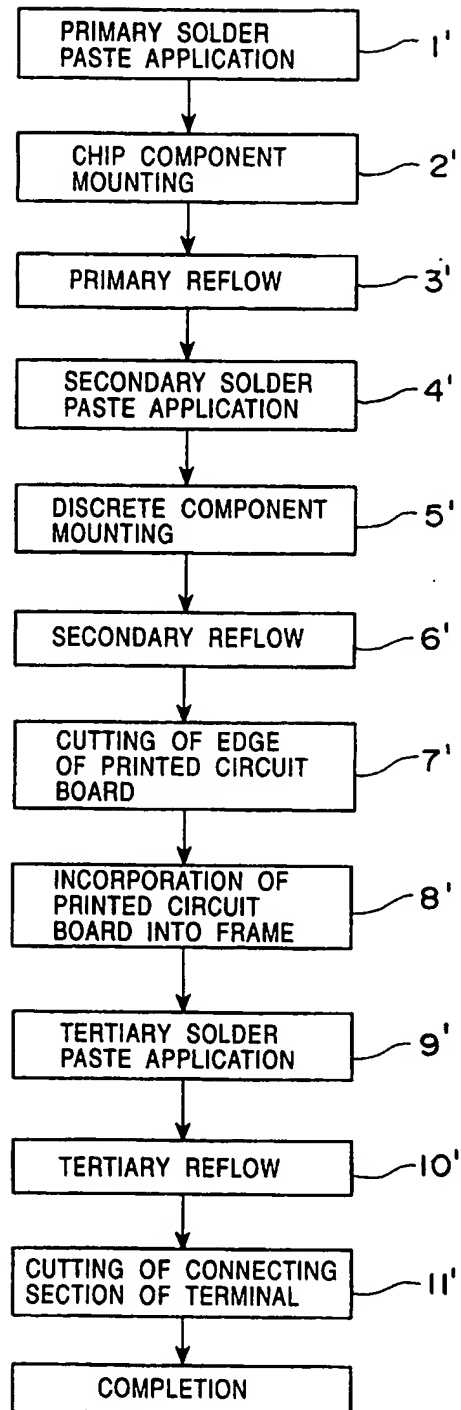 PRIMARY SOLDER
PASTE APPLICATION
1'
CHIP COMPONENT
MOUNTING
2'
PRIMARY REFLOW
3'
SECONDARY SOLDER
PASTE APPLICATION
4'
DISCRETE COMPONENT
MOUNTING
5'
SECONDARY REFLOW
6'
CUTTING OF EDGE
OF PRINTED CIRCUIT
BOARD
7'
INCORPORATION OF
PRINTED CIRCUIT
BOARD INTO FRAME
8'
TERTIARY SOLDER
PASTE APPLICATION
9'
TERTIARY REFLOW
10'
CUTTING OF CONNECTING
SECTION OF TERMINAL
11'
COMPLETION